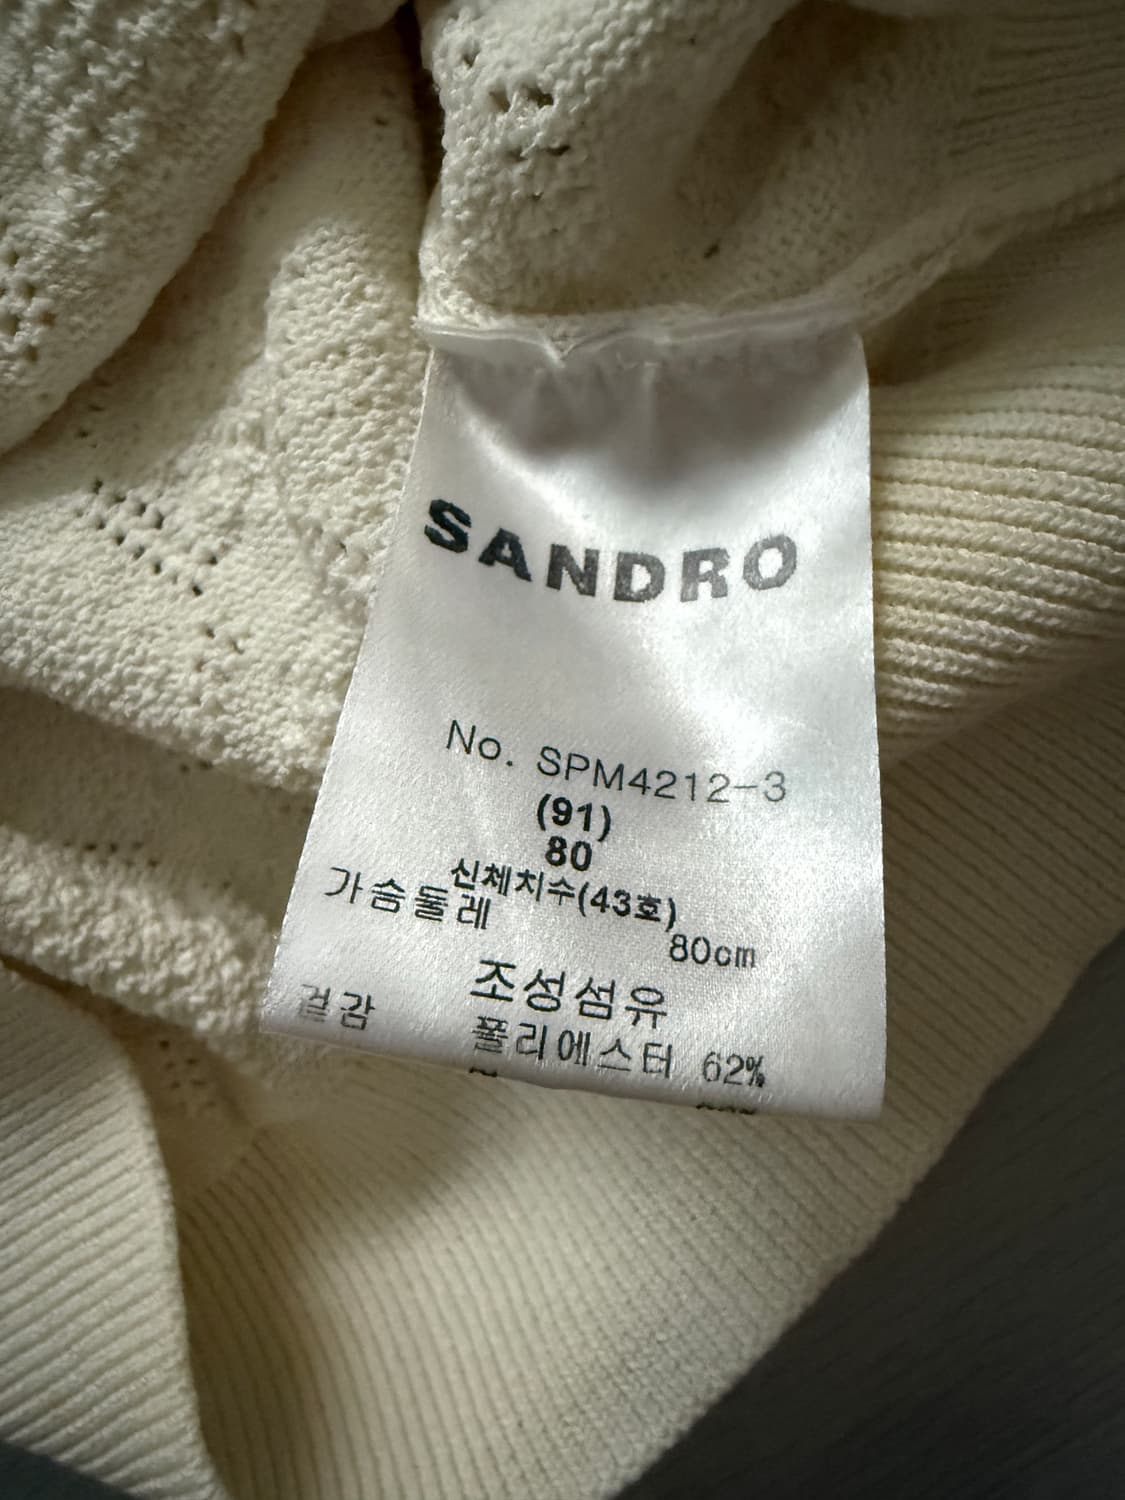 SANDRO
No. SPM4212-3
(91)
80
신체치수(43호)
가슴둘레 80cm
조성섬유
겉감 폴리에스터 62%